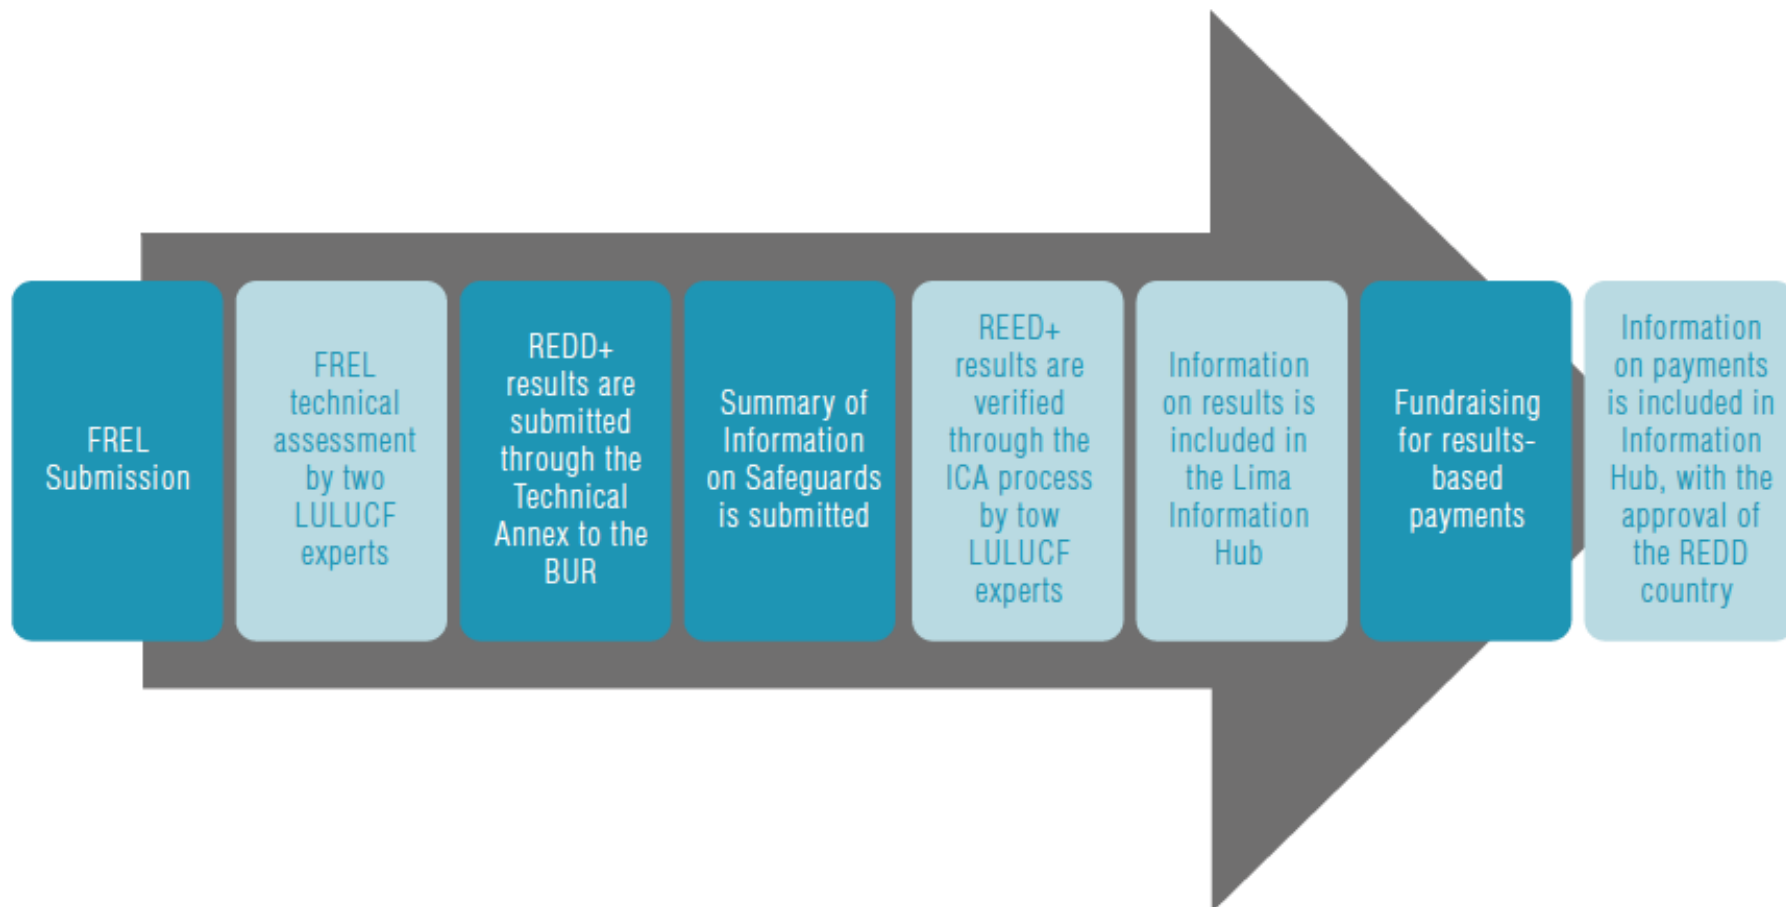 FREL
Submission
FREL
technical
assessment
by two
LULUCF
experts
REDD+
results are
submitted
through the
Technical
Annex to the
BUR
Summary of
Information
on Safeguards
is submitted
REED+
results are
verified
through the
ICA process
by tow
LULUCF
experts
Information
on results is
included in
the Lima
Information
Hub
Fundraising
for results-
based
payments
Information
on payments
is included in
Information
Hub, with the
approval of
the REDD
country